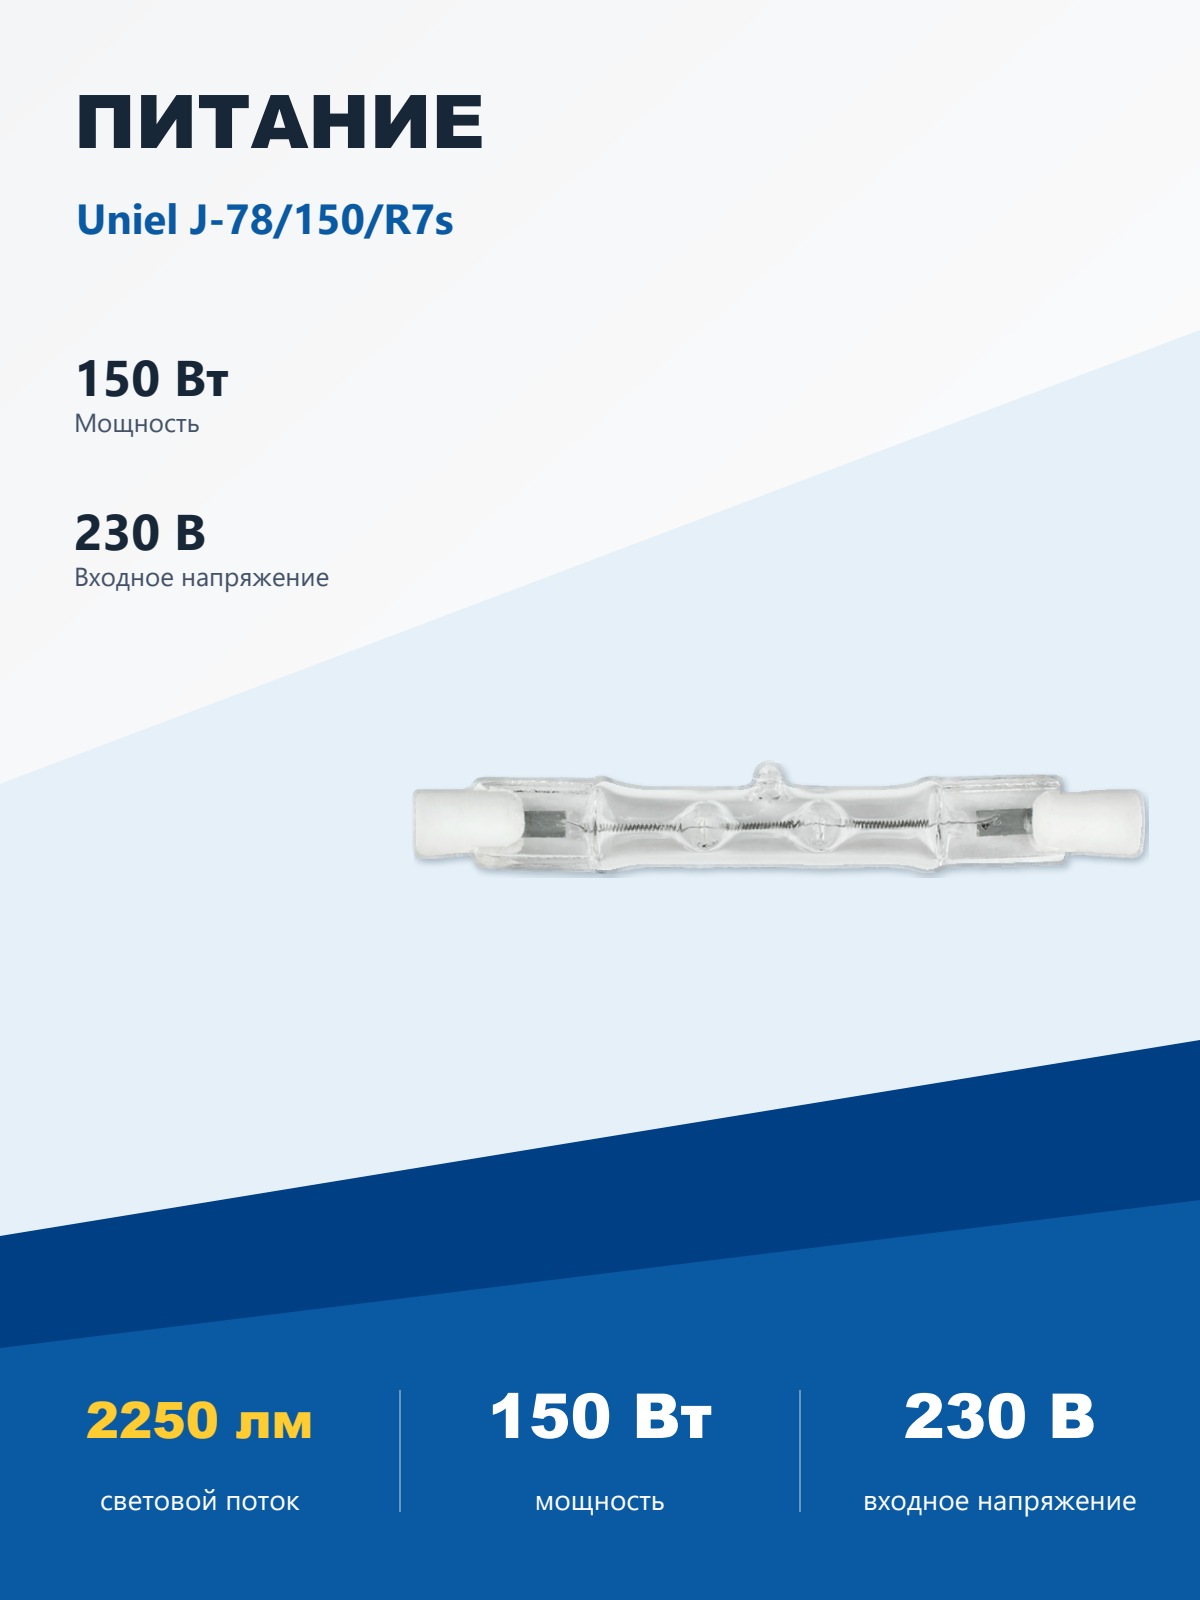 ПИТАНИЕ
Uniel J-78/150/R7s
150 Вт
Мощность
230 В
Входное напряжение
2250 лм
световой поток
150 Вт
мощность
230 В
входное напряжение